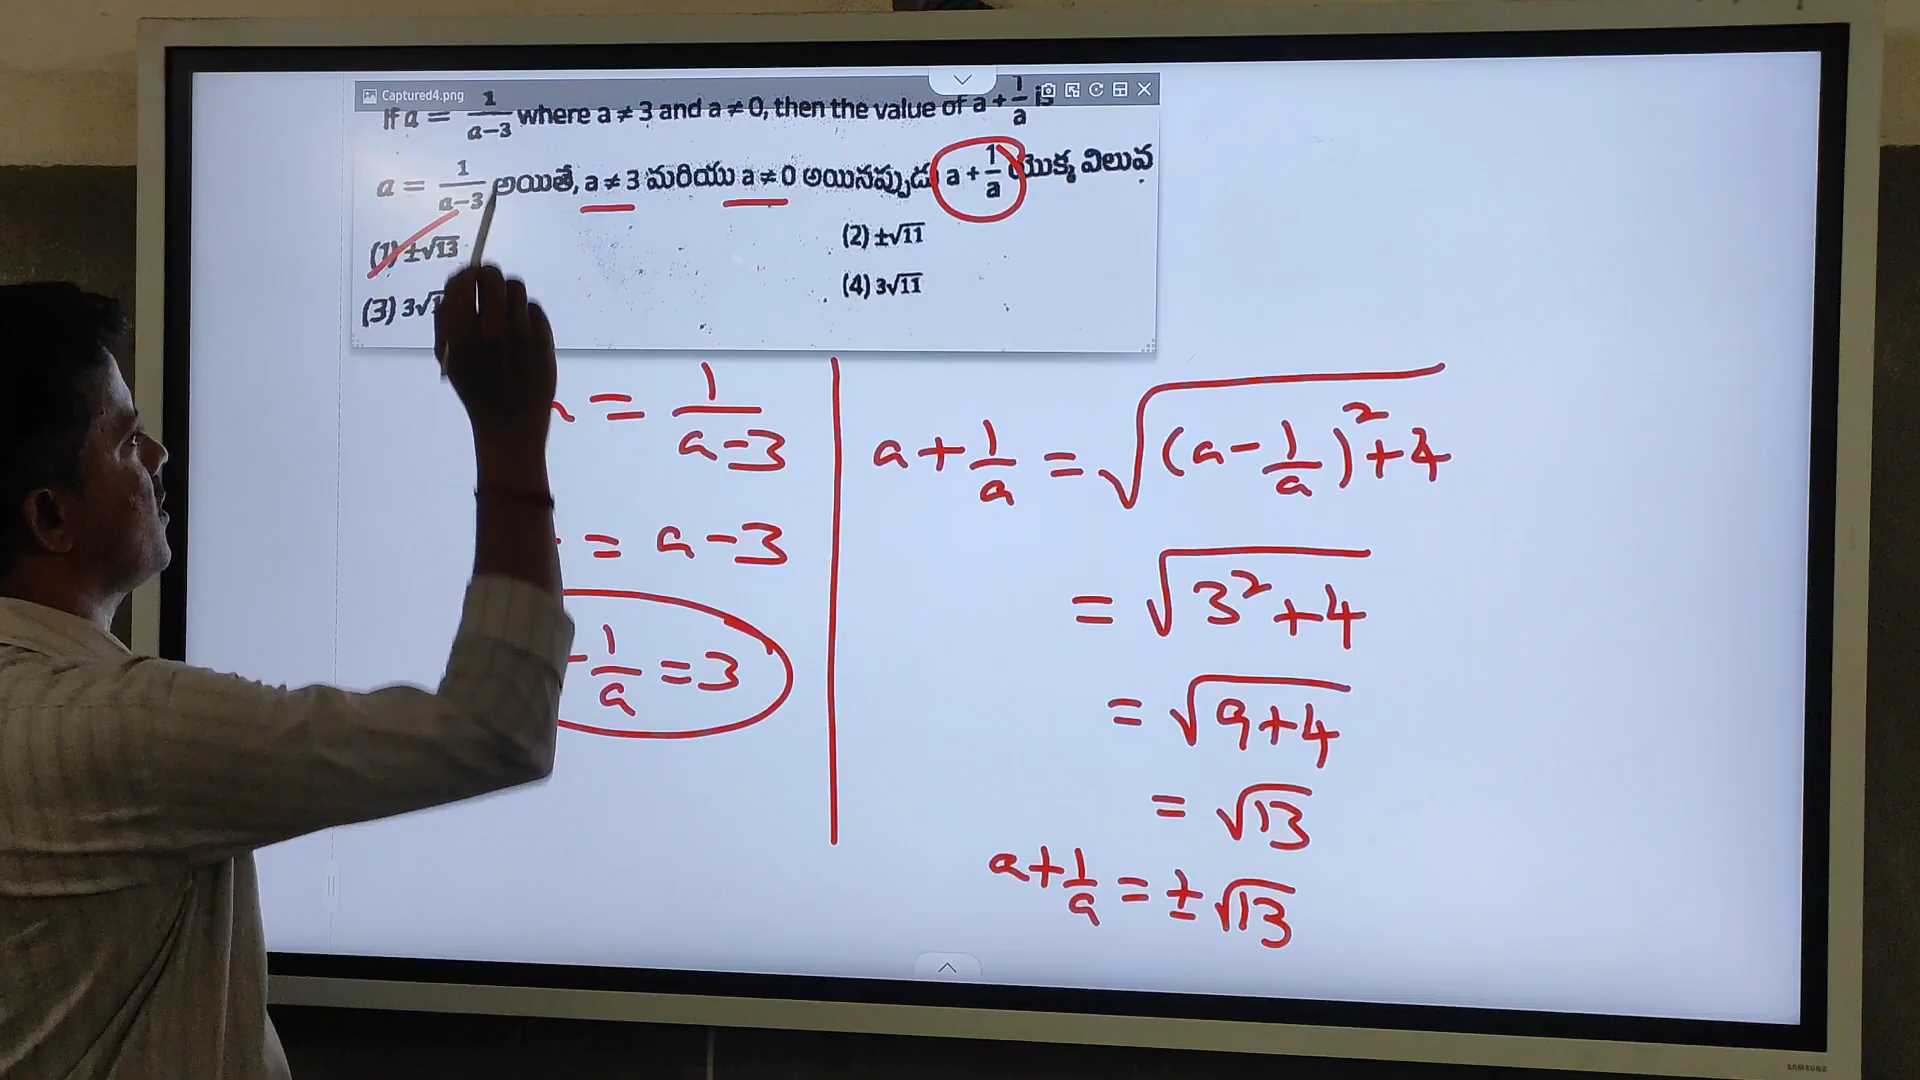 Captured4.png
If a = 1/(a-3) where a ≠ 3 and a ≠ 0, then the value of a + 1/a is
a = 1/(a-3) అయితే, a ≠ 3 మరియు a ≠ 0 అయినప్పుడు a + 1/a యొక్క విలువ
(1) ±√13
(2) ±√11
(3) 3√
(4) 3√11
= 1/(a-3)
= a-3
1/a = 3
a + 1/a = √((a - 1/a)² + 4)
= √(3² + 4)
= √(9+4)
= √13
a + 1/a = ± √13
SAMSUNG